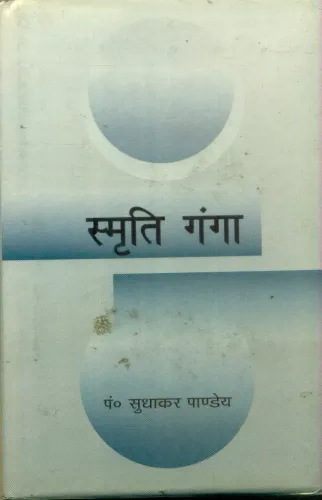 स्मृति गंगा
पं० सुधाकर पाण्डेय